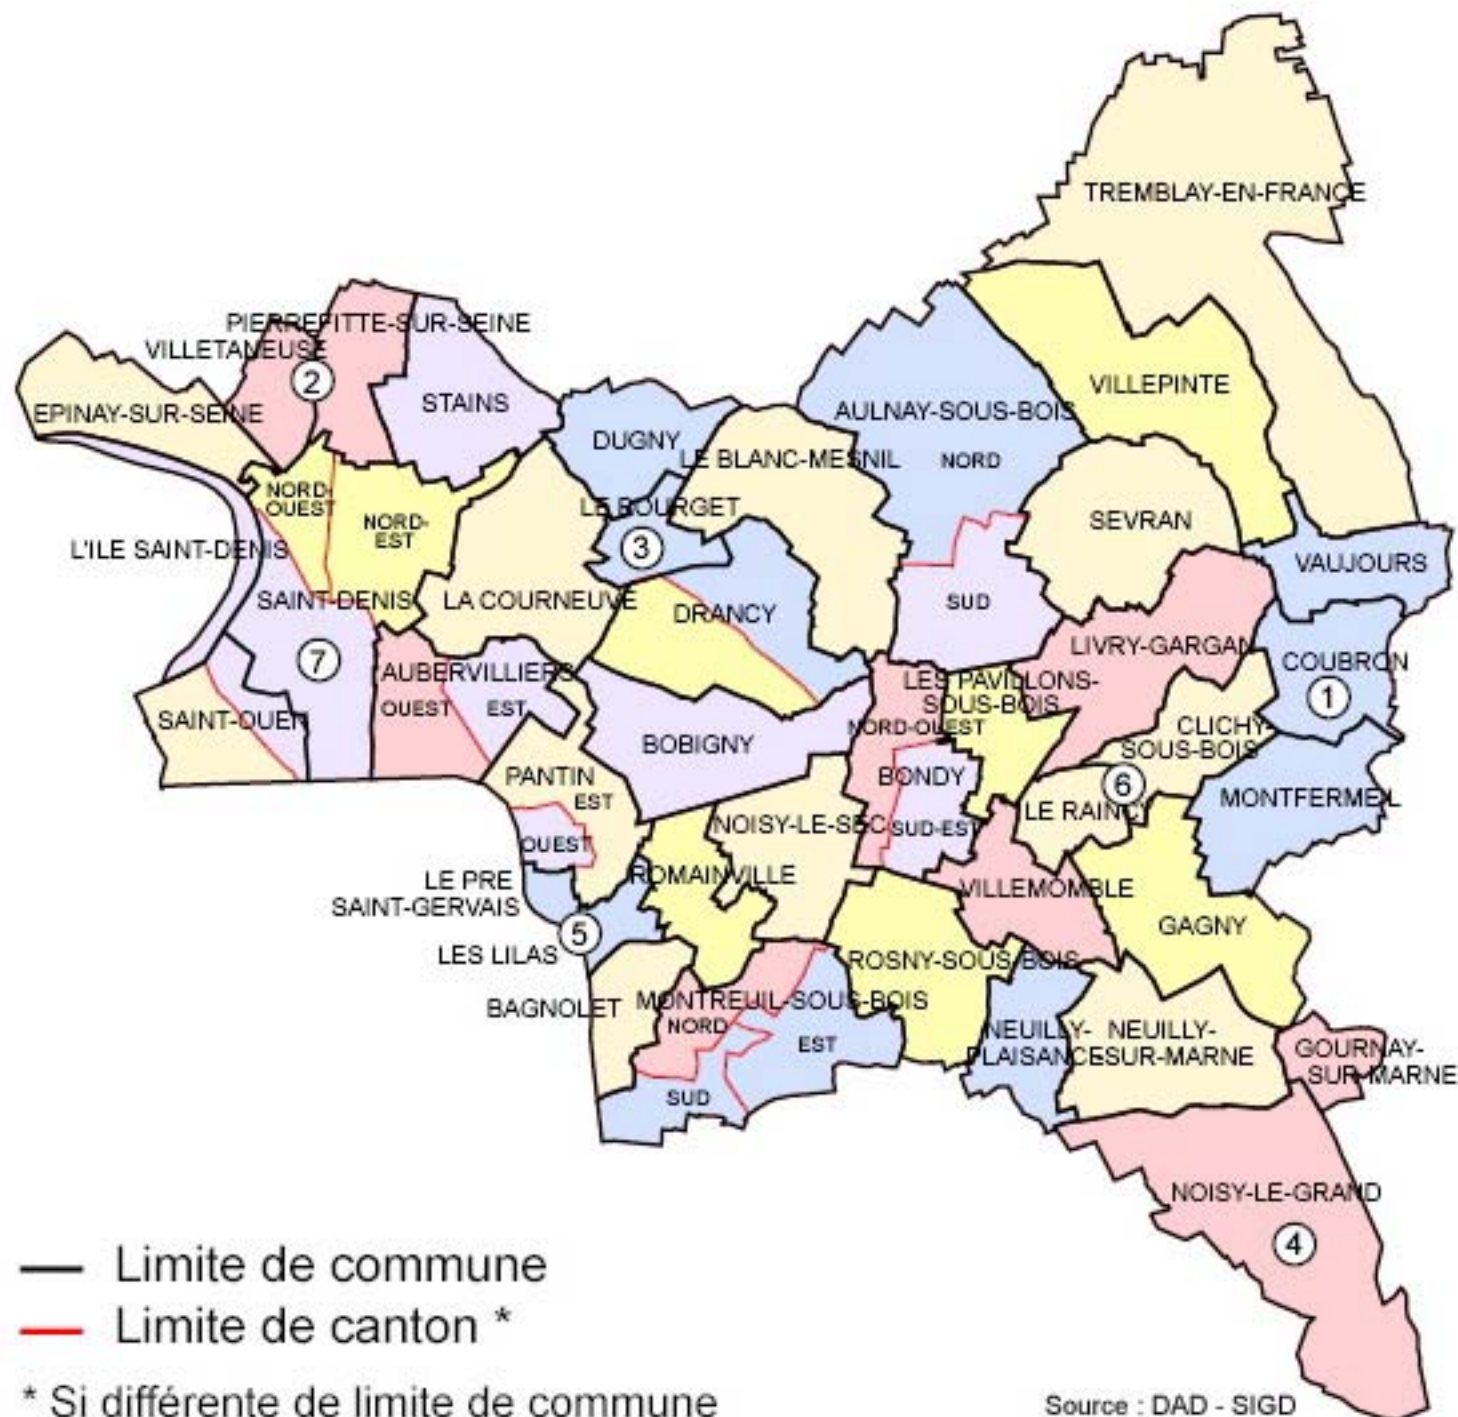 TREMBLAY-EN-FRANCE
PIERREFITTE-SUR-SEINE
VILLETANEUSE
2
VILLEPINTE
EPINAY-SUR-SEINE
STAINS
AULNAY-SOUS-BOIS
DUGNY
LE BLANC-MESNIL
NORD
NORD-
OUEST
NORD-
EST
LE BOURGET
SEVRAN
L'ILE SAINT-DENIS
3
VAUJOURS
SAINT-DENIS
LA COURNEUVE
DRANCY
SUD
7
LIVRY-GARGAN
COUBRON
1
AUBERVILLIERS
OUEST
EST
LES PAVILLONS-
SOUS-BOIS
SAINT-OUEN
NORD-OUEST
CLICHY-
SOUS-BOIS
BOBIGNY
PANTIN
EST
BONDY
6
MONTFERMEIL
LE RAINCY
NOISY-LE-SEC
SUD-EST
OUEST
ROMAINVILLE
LE PRE
SAINT-GERVAIS
VILLEMOMBLE
GAGNY
5
LES LILAS
ROSNY-SOUS-BOIS
BAGNOLET
MONTREUIL-SOUS-BOIS
NORD
EST
SUD
NEUILLY-
PLAISANCE
NEUILLY-
SUR-MARNE
GOURNAY-
SUR-MARNE
NOISY-LE-GRAND
4
Limite de commune
Limite de canton *
* Si différente de limite de commune
Source : DAD - SIGD